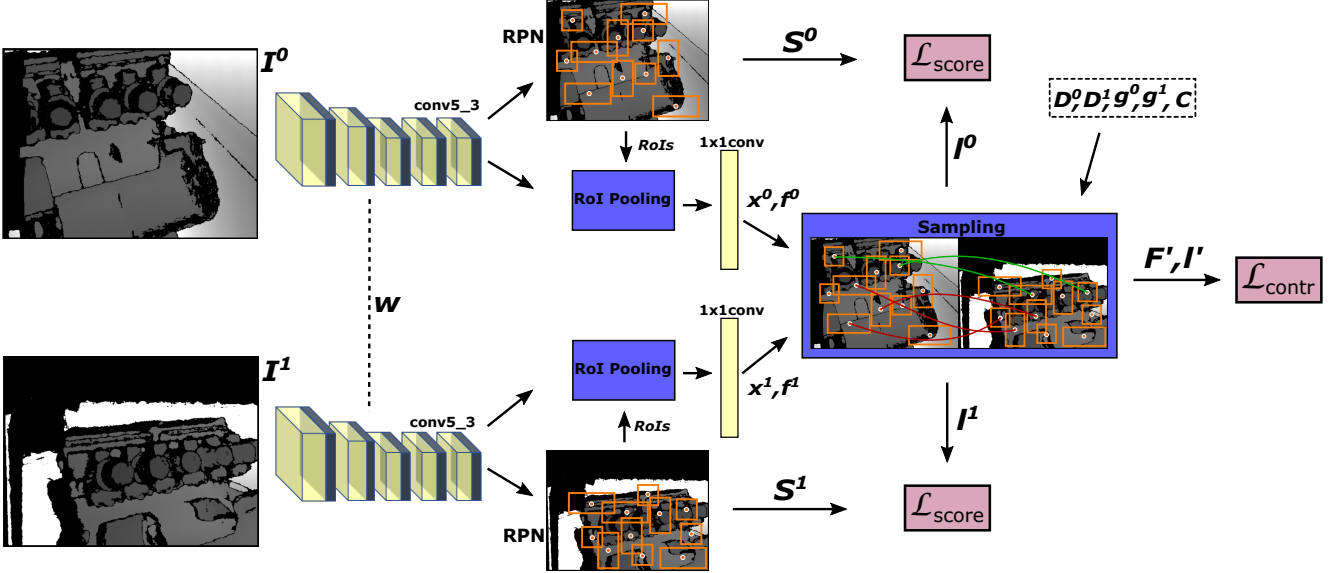 I⁰
RPN
conv5_3
S⁰
ℒscore
D⁰, D¹, g⁰, g¹, C
RoIs
1x1conv
RoI Pooling
x⁰,f⁰
l⁰
Sampling
F',l'
ℒcontr
W
1x1conv
RoI Pooling
x¹,f¹
I¹
conv5_3
RoIs
l¹
RPN
S¹
ℒscore